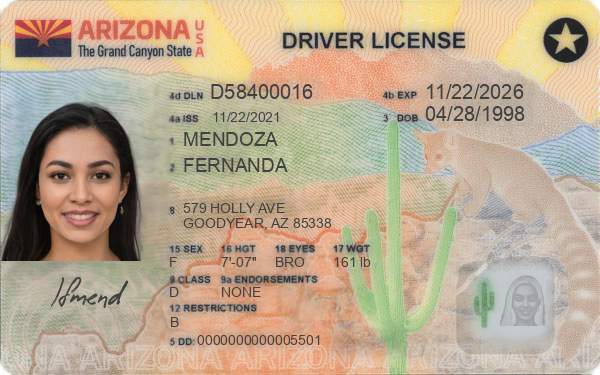 ARIZONA USA
The Grand Canyon State
DRIVER LICENSE
4d DLN D58400016
4b EXP 11/22/2026
4a ISS 11/22/2021
3 DOB 04/28/1998
1 MENDOZA
2 FERNANDA
8 579 HOLLY AVE
GOODYEAR, AZ 85338
15 SEX 16 HGT 18 EYES 17 WGT
F 7'-07" BRO 161 lb
9 CLASS 9a ENDORSEMENTS
D NONE
12 RESTRICTIONS
B
5 DD: 0000000000005501
ARIZONA ARIZONA ARIZONA ARIZONA